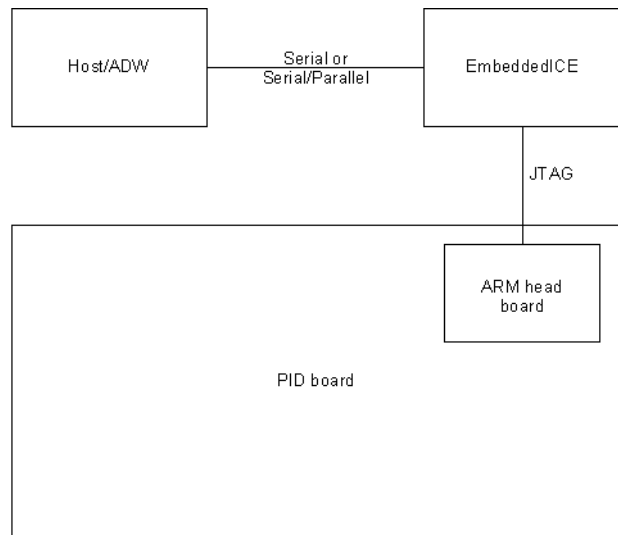 Host/ADW
Serial or
Serial/Parallel
EmbeddedICE
JTAG
ARM head
board
PID board